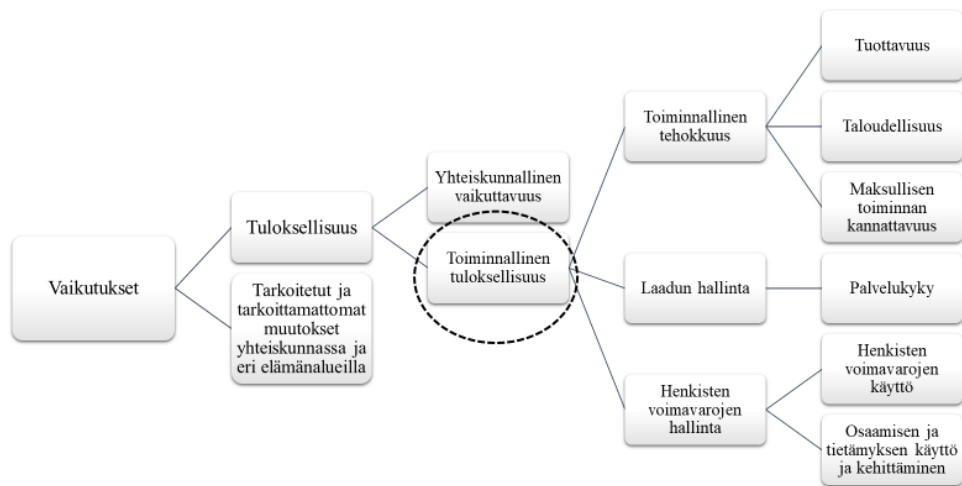 Vaikutukset
Tuloksellisuus
Tarkoitetut ja
tarkoittamattomat
muutokset
yhteiskunnassa ja
eri elämänalueilla
Yhteiskunnallinen
vaikuttavuus
Toiminnallinen
tuloksellisuus
Toiminnallinen
tehokkuus
Laadun hallinta
Henkisten
voimavarojen
hallinta
Tuottavuus
Taloudellisuus
Maksullisen
toiminnan
kannattavuus
Palvelukyky
Henkisten
voimavarojen
käyttö
Osaamisen ja
tietämyksen käyttö
ja kehittäminen